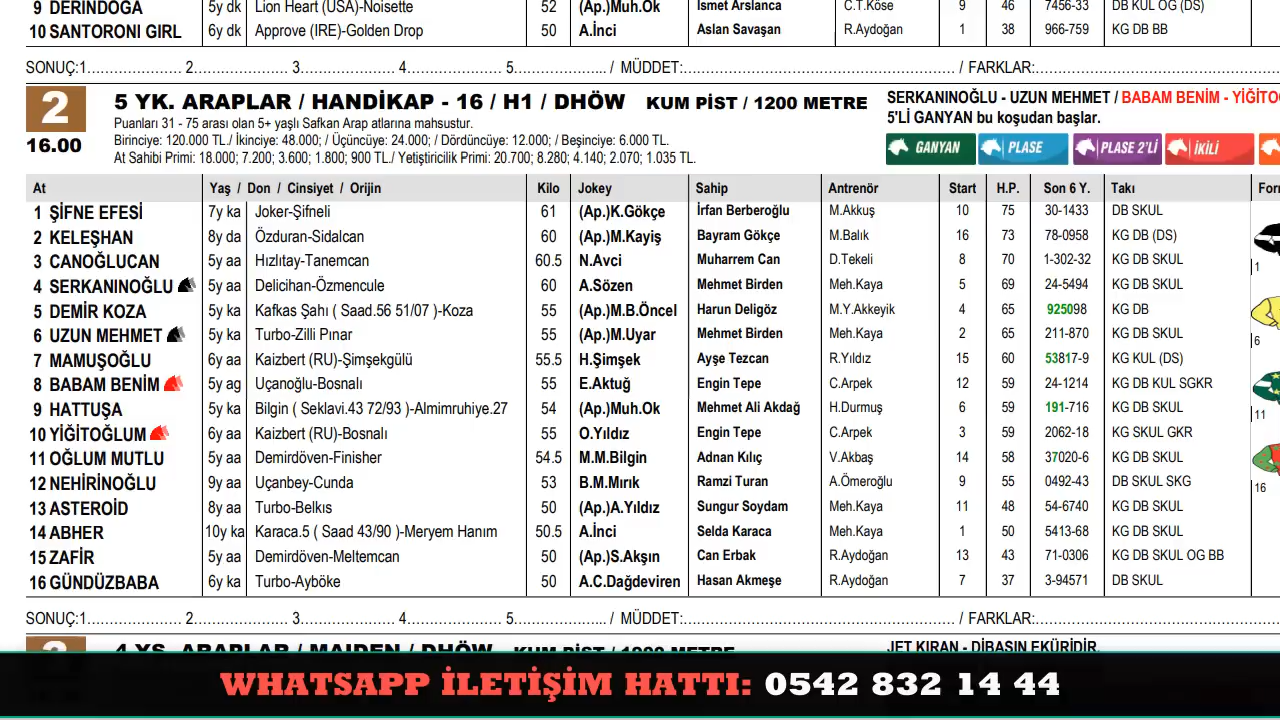 9 DERİNDOĞA 5y dk Lion Heart (USA)-Noisette 52 (Ap.)Muh.Ok İsmet Arslanca C.T.Köse 9 46 7456-33 DB KUL OG (DS)
10 SANTORONI GIRL 6y dk Approve (IRE)-Golden Drop 50 A.İnci Aslan Savaşan R.Aydoğan 1 38 966-759 KG DB BB
SONUÇ:1........................ 2......................... 3......................... 4......................... 5........................ / MÜDDET:.................................................................. / FARKLAR:............................................................
2 5 YK. ARAPLAR / HANDİKAP - 16 / H1 / DHÖW KUM PİST / 1200 METRE SERKANINOĞLU - UZUN MEHMET / BABAM BENİM - YİĞİTO
Puanları 31 - 75 arası olan 5+ yaşlı Safkan Arap atlarına mahsustur. 5'Lİ GANYAN bu koşudan başlar.
16.00 Birinciye: 120.000 TL./ İkinciye: 48.000; / Üçüncüye: 24.000; / Dördüncüye: 12.000; / Beşinciye: 6.000 TL.
At Sahibi Primi: 18.000; 7.200; 3.600; 1.800; 900 TL./ Yetiştiricilik Primi: 20.700; 8.280; 4.140; 2.070; 1.035 TL.
GANYAN PLASE PLASE 2'Lİ İKİLİ
At Yaş / Don / Cinsiyet / Orijin Kilo Jokey Sahip Antrenör Start H.P. Son 6 Y. Takı For
1 ŞİFNE EFESİ 7y ka Joker-Şifneli 61 (Ap.)K.Gökçe İrfan Berberoğlu M.Akkuş 10 75 30-1433 DB SKUL
2 KELEŞHAN 8y da Özduran-Sidalcan 60 (Ap.)M.Kayiş Bayram Gökçe M.Balık 16 73 78-0958 KG DB (DS)
3 CANOĞLUCAN 5y aa Hızlıtay-Tanemcan 60.5 N.Avci Muharrem Can D.Tekeli 8 70 1-302-32 KG DB SKUL
1
4 SERKANINOĞLU 5y aa Delicihan-Özmencule 60 A.Sözen Mehmet Birden Meh.Kaya 5 69 24-5494 KG DB SKUL
5 DEMİR KOZA 5y ka Kafkas Şahı ( Saad.56 51/07 )-Koza 55 (Ap.)M.B.Öncel Harun Deligöz M.Y.Akkeyik 4 65 925098 KG DB
6 UZUN MEHMET 5y ka Turbo-Zilli Pınar 55 (Ap.)M.Uyar Mehmet Birden Meh.Kaya 2 65 211-870 KG DB SKUL
6
7 MAMUŞOĞLU 6y aa Kaizbert (RU)-Şimşekgülü 55.5 H.Şimşek Ayşe Tezcan R.Yıldız 15 60 53817-9 KG KUL (DS)
8 BABAM BENİM 5y ag Uçanoğlu-Bosnalı 55 E.Aktuğ Engin Tepe C.Arpek 12 59 24-1214 KG DB KUL SGKR
9 HATTUŞA 5y ka Bilgin ( Seklavi.43 72/93 )-Almimruhiye.27 54 (Ap.)Muh.Ok Mehmet Ali Akdağ H.Durmuş 6 59 191-716 KG DB SKUL
11
10 YİĞİTOĞLUM 6y aa Kaizbert (RU)-Bosnalı 55 O.Yıldız Engin Tepe C.Arpek 3 59 2062-18 KG SKUL GKR
11 OĞLUM MUTLU 5y aa Demirdöven-Finisher 54.5 M.M.Bilgin Adnan Kılıç V.Akbaş 14 58 37020-6 KG DB SKUL
12 NEHİRİNOĞLU 9y aa Uçanbey-Cunda 53 B.M.Mırık Ramzi Turan A.Ömeroğlu 9 55 0492-43 DB SKUL SKG
16
13 ASTEROİD 8y aa Turbo-Belkıs 50 (Ap.)A.Yıldız Sungur Soydam Meh.Kaya 11 48 54-6740 KG DB SKUL
14 ABHER 10y ka Karaca.5 ( Saad 43/90 )-Meryem Hanım 50.5 A.İnci Selda Karaca Meh.Kaya 1 50 5413-68 KG DB SKUL
15 ZAFİR 5y aa Demirdöven-Meltemcan 50 (Ap.)S.Akşın Can Erbak R.Aydoğan 13 43 71-0306 KG DB SKUL OG BB
16 GÜNDÜZBABA 6y ka Turbo-Ayböke 50 A.C.Dağdeviren Hasan Akmeşe R.Aydoğan 7 37 3-94571 DB SKUL
SONUÇ:1........................ 2......................... 3......................... 4......................... 5........................ / MÜDDET:.................................................................. / FARKLAR:............................................................
4 YŞ. ARAPLAR / MAIDEN / DHÖW JET KIRAN - DİBASIN EKÜRİDİR.
WHATSAPP İLETİŞİM HATTI: 0542 832 14 44